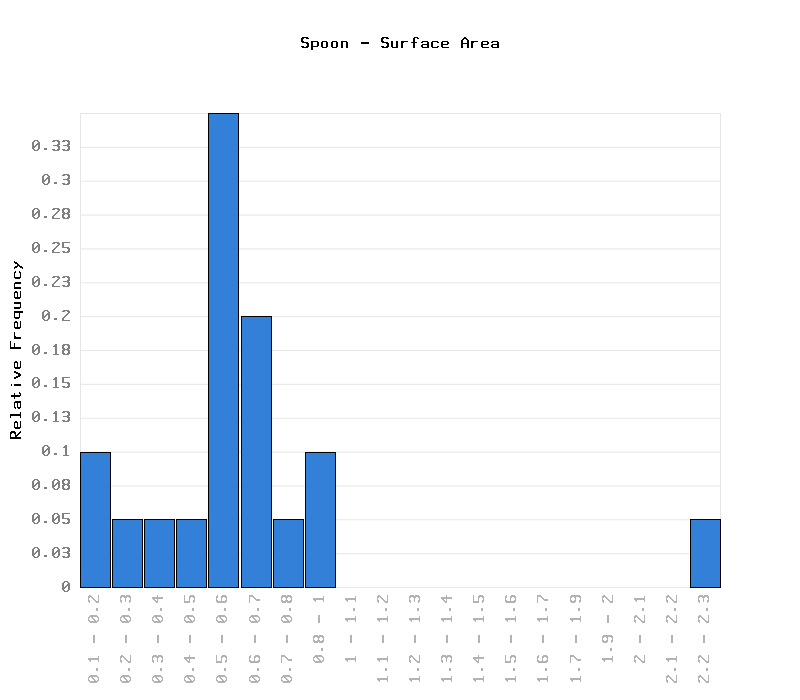 Spoon - Surface Area
Relative Frequency
0.33
0.3
0.28
0.25
0.23
0.2
0.18
0.15
0.13
0.1
0.08
0.05
0.03
0
0.1 - 0.2
0.2 - 0.3
0.3 - 0.4
0.4 - 0.5
0.5 - 0.6
0.6 - 0.7
0.7 - 0.8
0.8 - 1
1 - 1.1
1.1 - 1.2
1.2 - 1.3
1.3 - 1.4
1.4 - 1.5
1.5 - 1.6
1.6 - 1.7
1.7 - 1.9
1.9 - 2
2 - 2.1
2.1 - 2.2
2.2 - 2.3